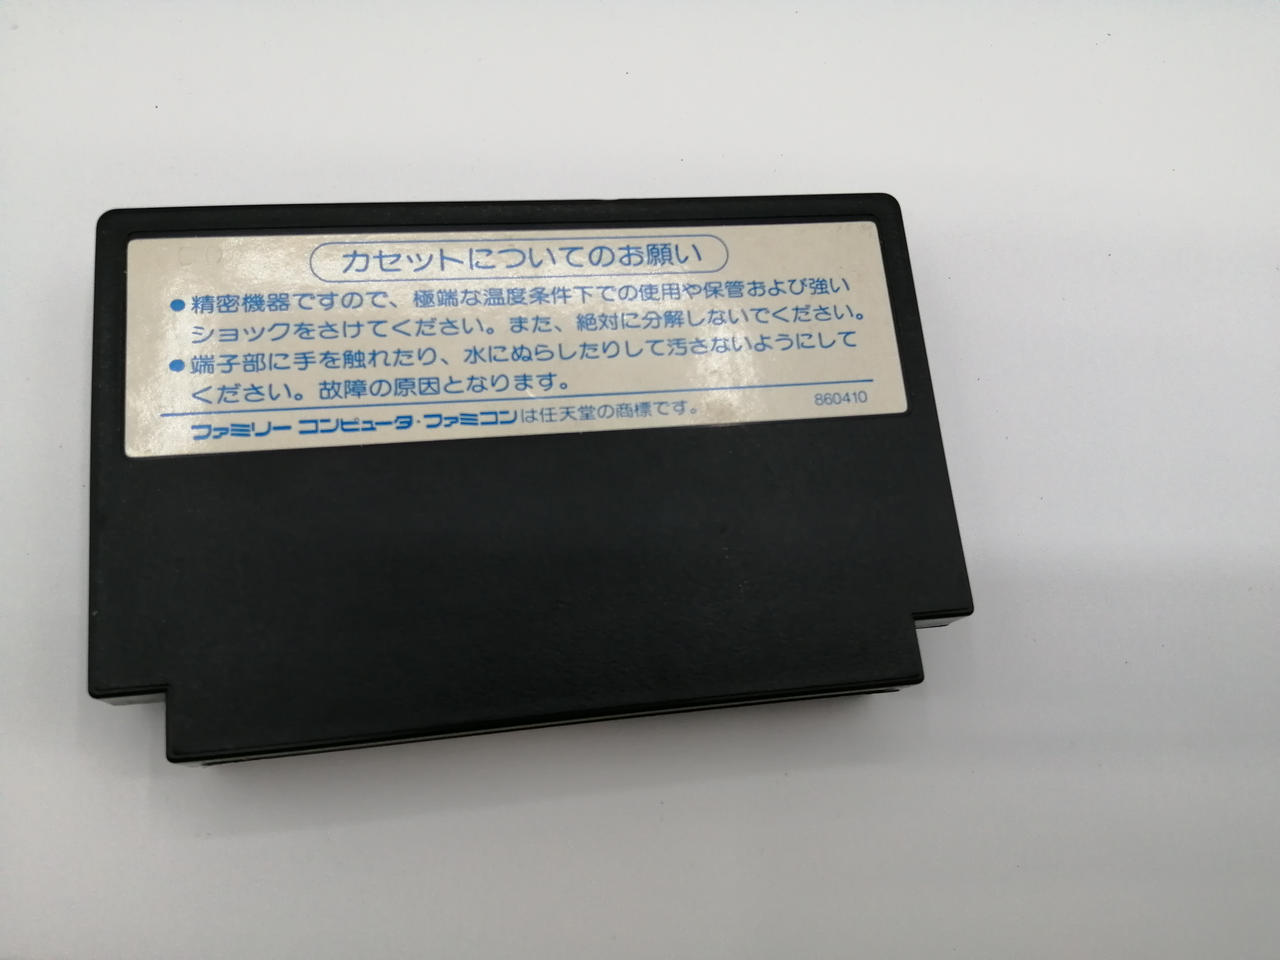 カセットについてのお願い
●精密機器ですので、極端な温度条件下での使用や保管および強い
ショックをさけてください。また、絶対に分解しないでください。
●端子部に手を触れたり、水にぬらしたりして汚さないようにして
ください。故障の原因となります。
860410
ファミリー コンピュータ・ファミコンは任天堂の商標です。